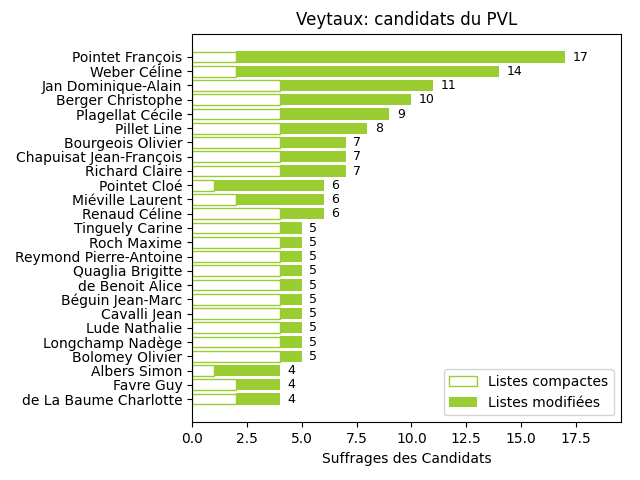 Veytaux: candidats du PVL
Pointet François 17
Weber Céline 14
Jan Dominique-Alain 11
Berger Christophe 10
Plagellat Cécile 9
Pillet Line 8
Bourgeois Olivier 7
Chapuisat Jean-François 7
Richard Claire 7
Pointet Cloé 6
Miéville Laurent 6
Renaud Céline 6
Tinguely Carine 5
Roch Maxime 5
Reymond Pierre-Antoine 5
Quaglia Brigitte 5
de Benoit Alice 5
Béguin Jean-Marc 5
Cavalli Jean 5
Lude Nathalie 5
Longchamp Nadège 5
Bolomey Olivier 5
Albers Simon 4
Favre Guy 4
de La Baume Charlotte 4
Listes compactes
Listes modifiées
0.0 2.5 5.0 7.5 10.0 12.5 15.0 17.5
Suffrages des Candidats